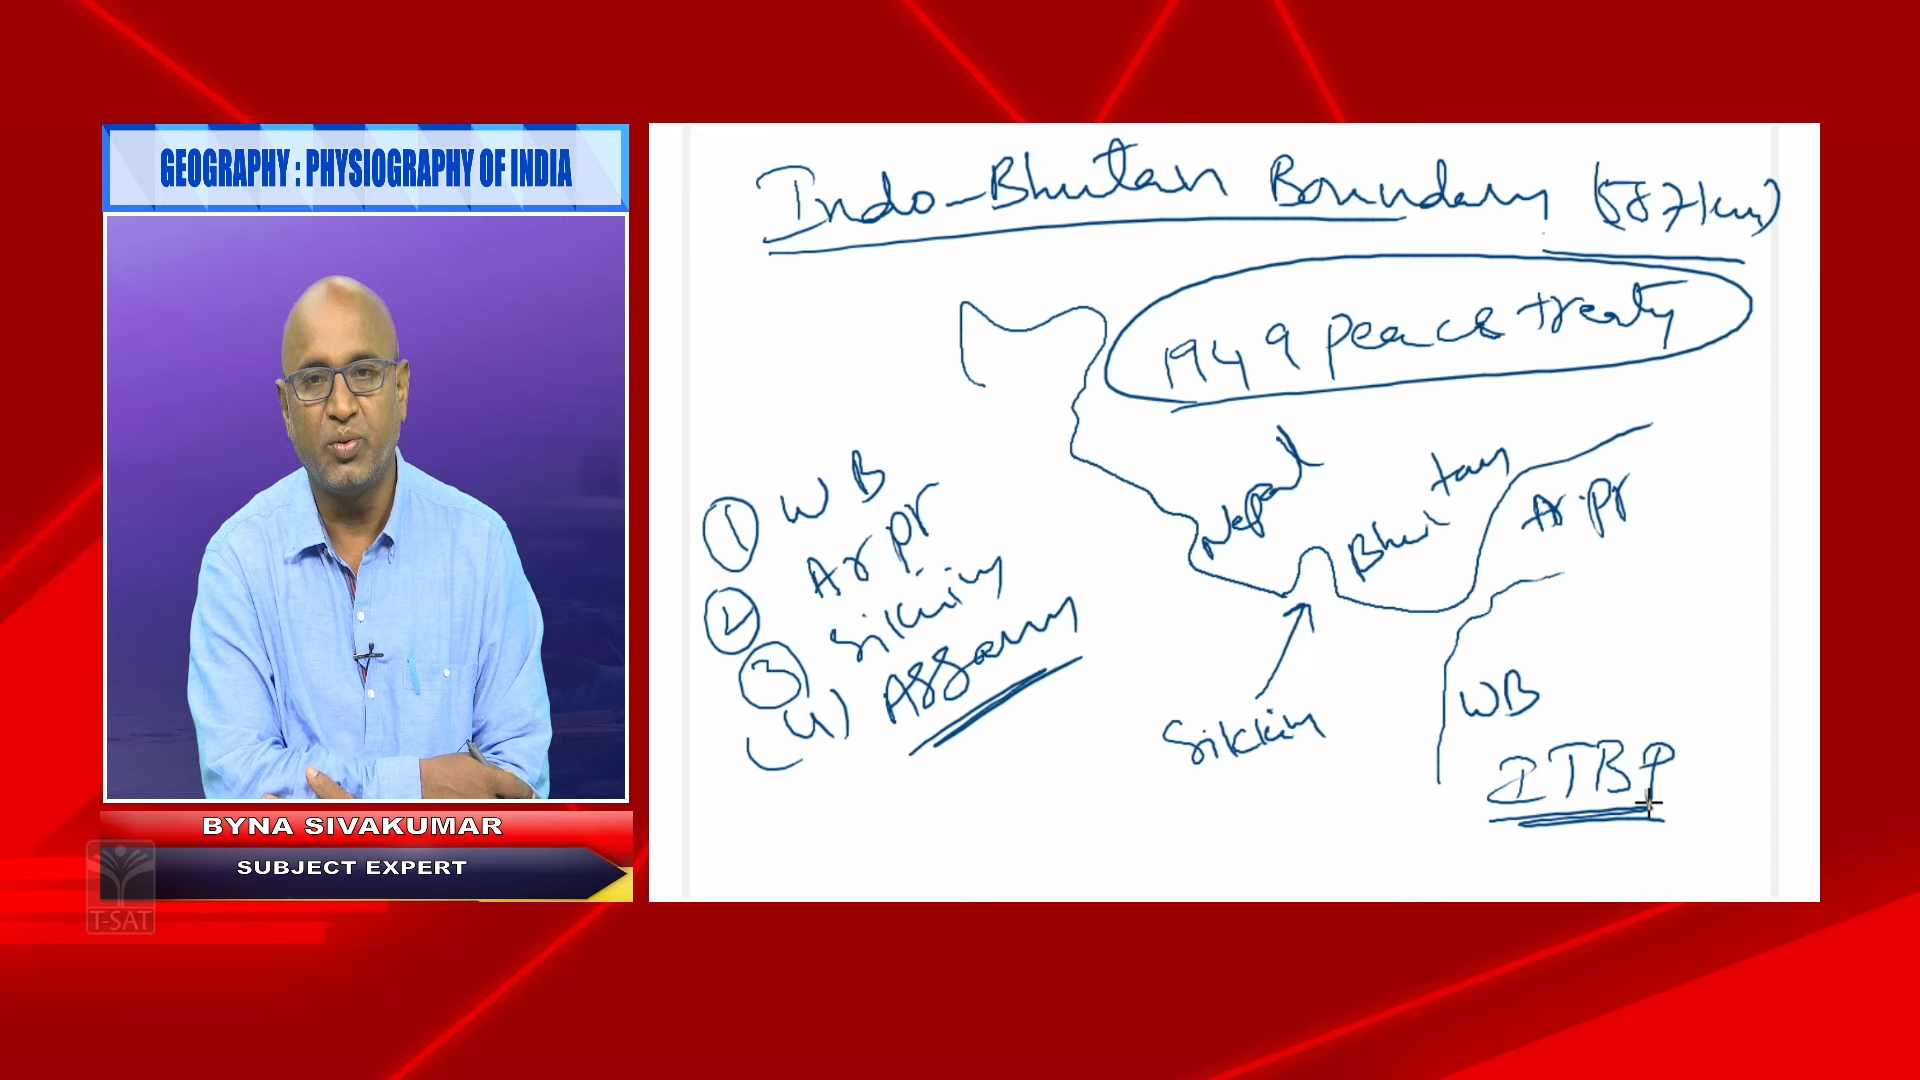 GEOGRAPHY : PHYSIOGRAPHY OF INDIA
BYNA SIVAKUMAR
SUBJECT EXPERT
T-SAT
Indo-Bhutan Boundary (587km)
1949 peace treaty
Nepal
Bhutan
Ar.pr
① WB
② Ar pr
③ Sikkim
(4) Assam
Sikkim
WB
ITBP